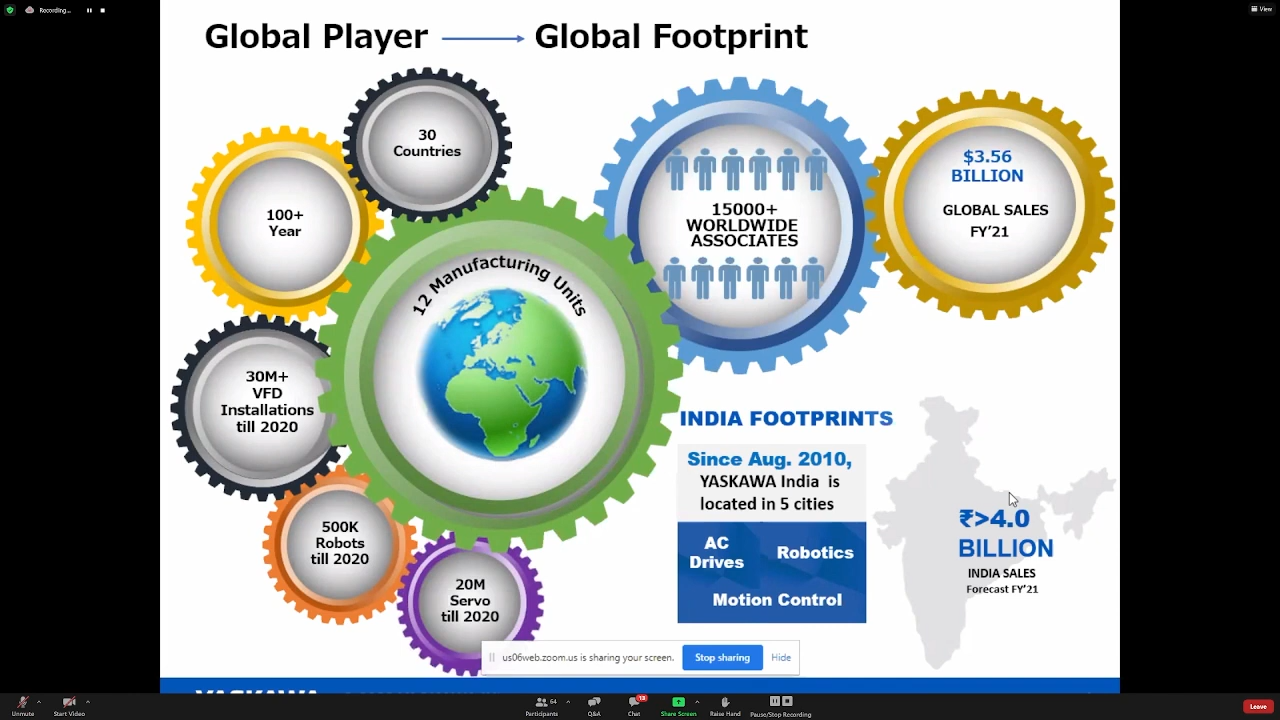 Recording...
View
Global Player
Global Footprint
30
Countries
100+
Year
12 Manufacturing Units
15000+
WORLDWIDE
ASSOCIATES
$3.56
BILLION
GLOBAL SALES
FY'21
30M+
VFD
Installations
till 2020
500K
Robots
till 2020
20M
Servo
till 2020
INDIA FOOTPRINTS
Since Aug. 2010,
YASKAWA India is
located in 5 cities
AC
Drives
Robotics
Motion Control
₹>4.0
BILLION
INDIA SALES
Forecast FY'21
us06web.zoom.us is sharing your screen.
Stop sharing
Hide
YASKAWA
Unmute
Start Video
54
Participants
Q&A
Chat
Share Screen
Raise Hand
Pause/Stop Recording
Leave